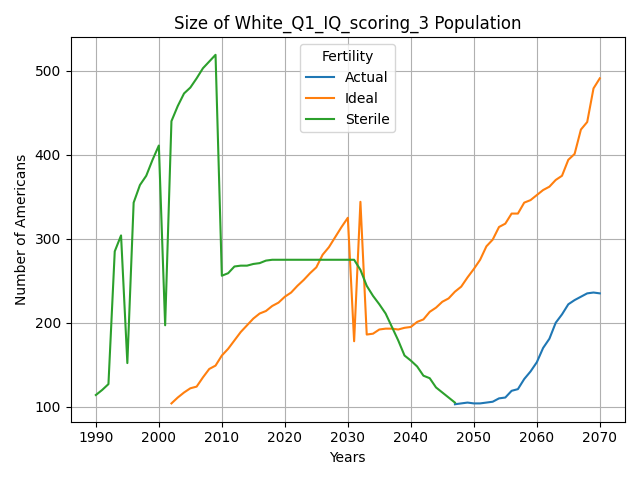 Size of White_Q1_IQ_scoring_3 Population
Fertility
Actual
Ideal
Sterile
Number of Americans
500
400
300
200
100
1990 2000 2010 2020 2030 2040 2050 2060 2070
Years